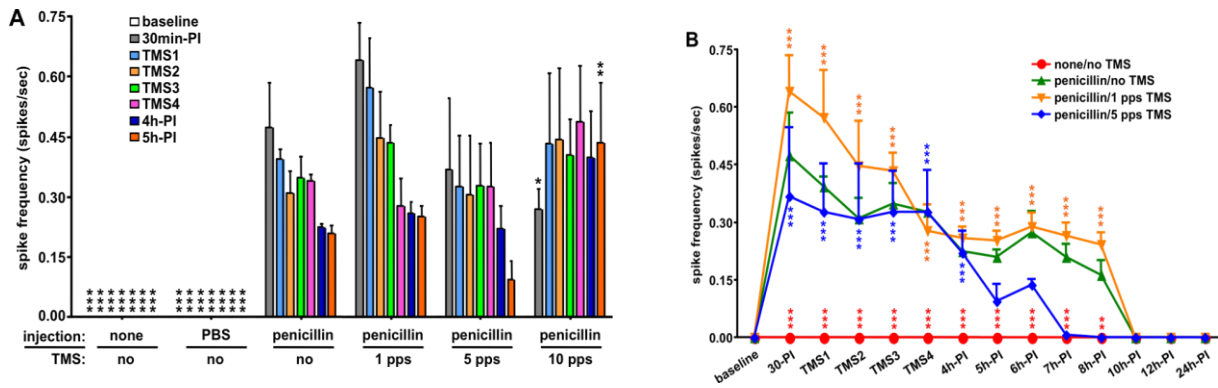 A
spike frequency (spikes/sec)
0.75
0.60
0.45
0.30
0.15
0.00
baseline
30min-PI
TMS1
TMS2
TMS3
TMS4
4h-PI
5h-PI
*******
*******
*******
*******
*******
*******
*
**
injection: none PBS penicillin penicillin penicillin penicillin
TMS: no no no 1 pps 5 pps 10 pps
B
spike frequency (spikes/sec)
0.75
0.60
0.45
0.30
0.15
0.00
none/no TMS
penicillin/no TMS
penicillin/1 pps TMS
penicillin/5 pps TMS
*** *** *** *** *** *** *** *** *** ***
*** *** *** *** *** ***
*** *** *** *** *** *** *** *** *** **
baseline 30-PI TMS1 TMS2 TMS3 TMS4 4h-PI 5h-PI 6h-PI 7h-PI 8h-PI 10h-PI 12h-PI 24h-PI